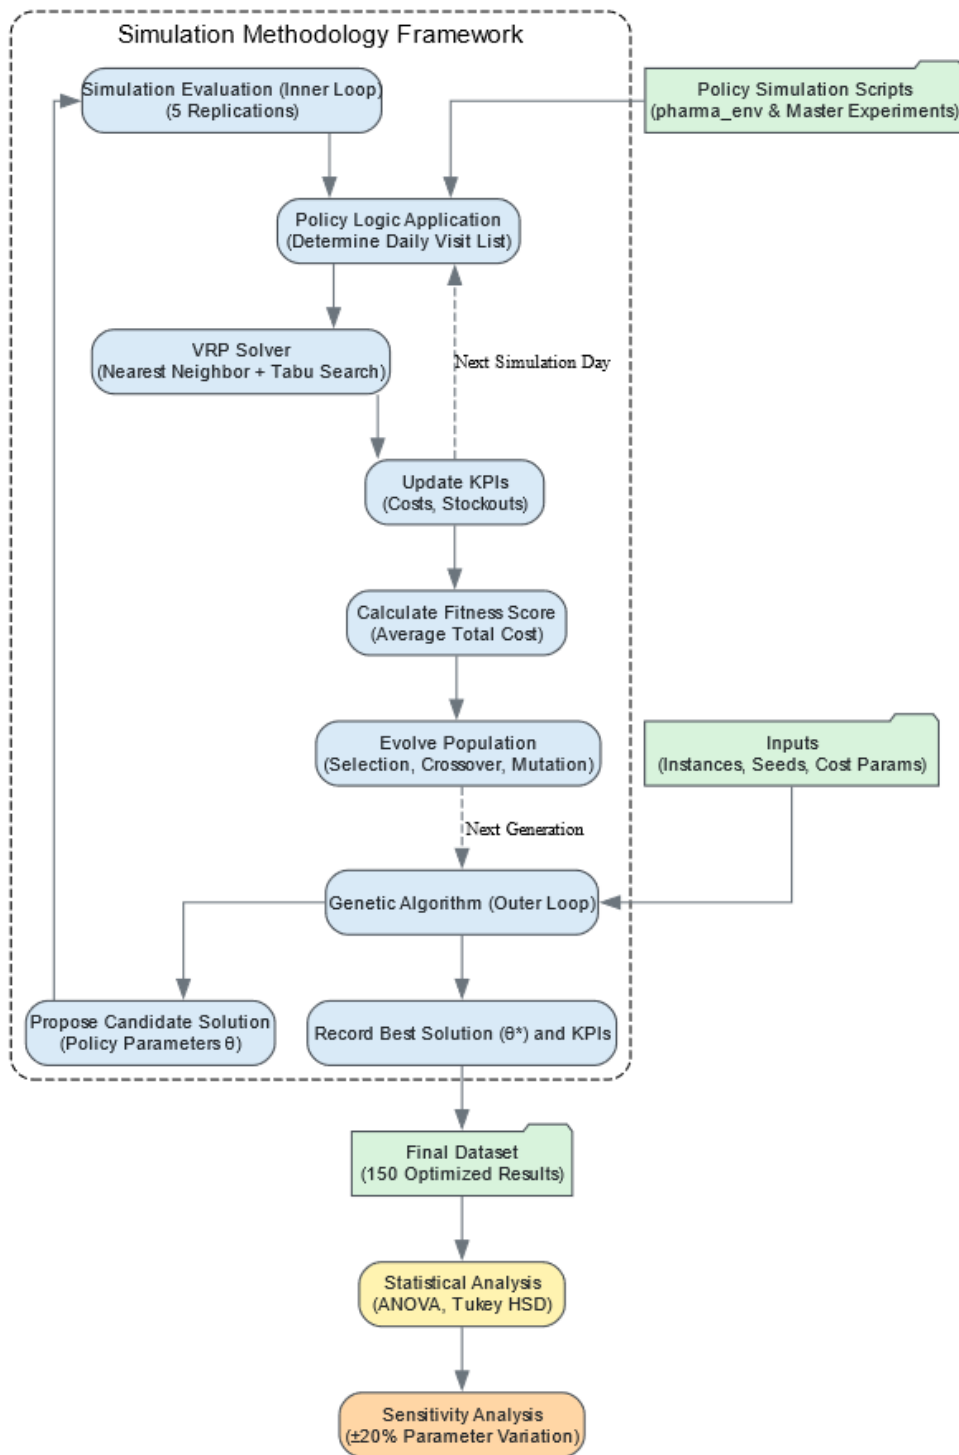 Simulation Methodology Framework
Simulation Evaluation (Inner Loop)
(5 Replications)
Policy Simulation Scripts
(pharma_env & Master Experiments)
Policy Logic Application
(Determine Daily Visit List)
VRP Solver
(Nearest Neighbor + Tabu Search)
Next Simulation Day
Update KPIs
(Costs, Stockouts)
Calculate Fitness Score
(Average Total Cost)
Evolve Population
(Selection, Crossover, Mutation)
Inputs
(Instances, Seeds, Cost Params)
Next Generation
Genetic Algorithm (Outer Loop)
Propose Candidate Solution
(Policy Parameters θ)
Record Best Solution (θ*) and KPIs
Final Dataset
(150 Optimized Results)
Statistical Analysis
(ANOVA, Tukey HSD)
Sensitivity Analysis
(±20% Parameter Variation)